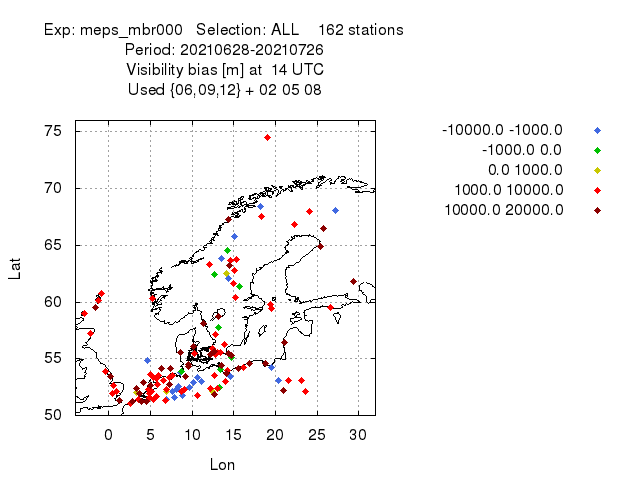 Exp: meps_mbr000   Selection: ALL    162 stations
Period: 20210628-20210726
Visibility bias [m] at  14 UTC
Used {06,09,12} + 02 05 08
-10000.0 -1000.0
-1000.0 0.0
0.0 1000.0
1000.0 10000.0
10000.0 20000.0
75
70
65
60
55
50
Lat
0 5 10 15 20 25 30
Lon